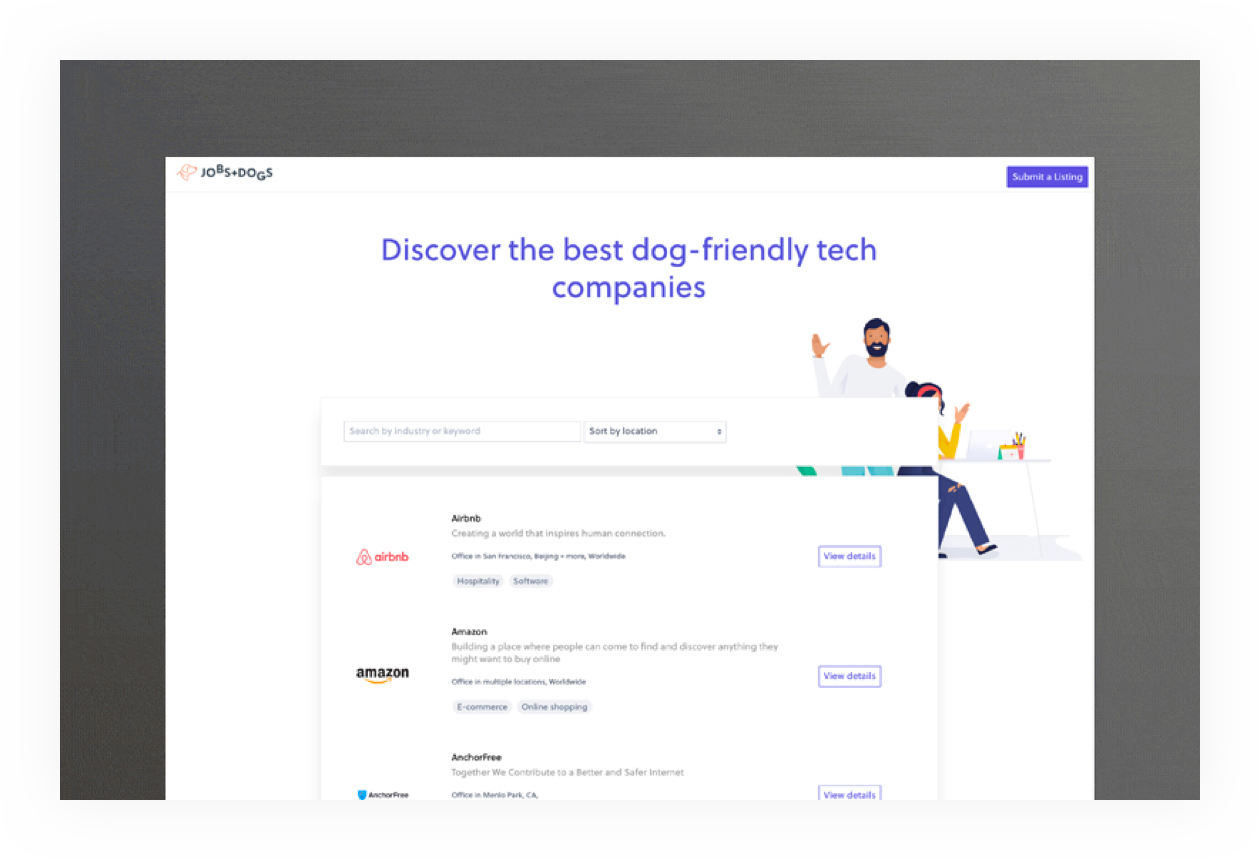 JOBS+DOGS
Submit a Listing
Discover the best dog-friendly tech
companies
Search by industry or keyword
Sort by location
airbnb
Airbnb
Creating a world that inspires human connection.
Office in San Francisco, Beijing + more, Worldwide
Hospitality Software
View details
amazon
Amazon
Building a place where people can come to find and discover anything they
might want to buy online
Office in multiple locations, Worldwide
E-commerce Online shopping
View details
AnchorFree
AnchorFree
Together We Contribute to a Better and Safer Internet
Office in Menlo Park, CA,
View details